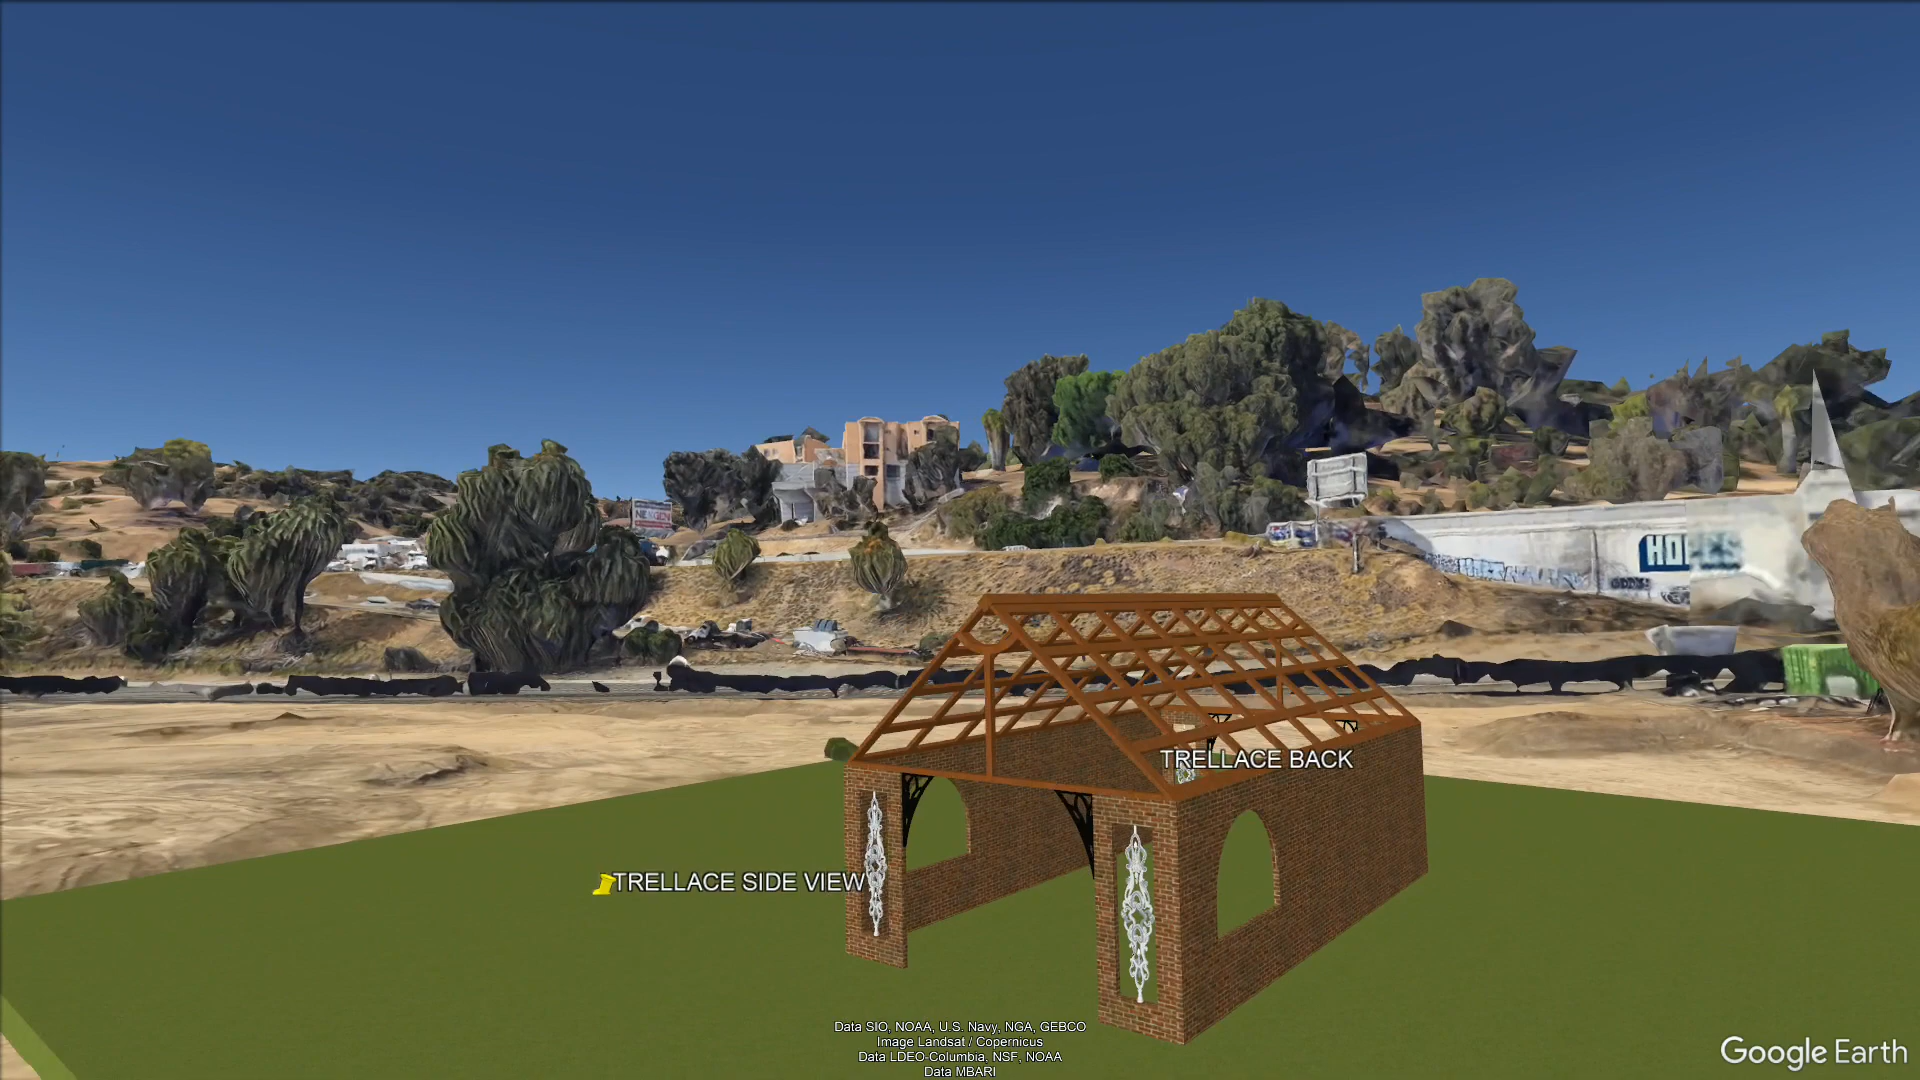 NEXGEN
TRELLACE BACK
TRELLACE SIDE VIEW
Data SIO, NOAA, U.S. Navy, NGA, GEBCO
Image Landsat / Copernicus
Data LDEO-Columbia, NSF, NOAA
Data MBARI
Google Earth